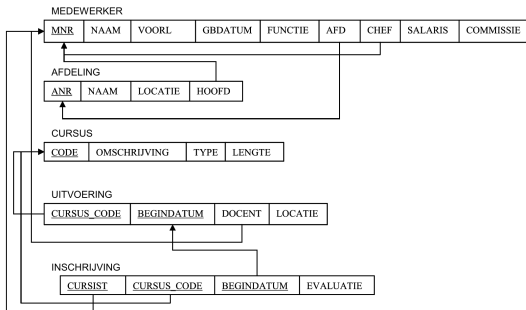 MEDEWERKER
MNR NAAM VOORL GBDATUM FUNCTIE AFD CHEF SALARIS COMMISSIE
AFDELING
ANR NAAM LOCATIE HOOFD
CURSUS
CODE OMSCHRIJVING TYPE LENGTE
UITVOERING
CURSUS_CODE BEGINDATUM DOCENT LOCATIE
INSCHRIJVING
CURSIST CURSUS_CODE BEGINDATUM EVALUATIE